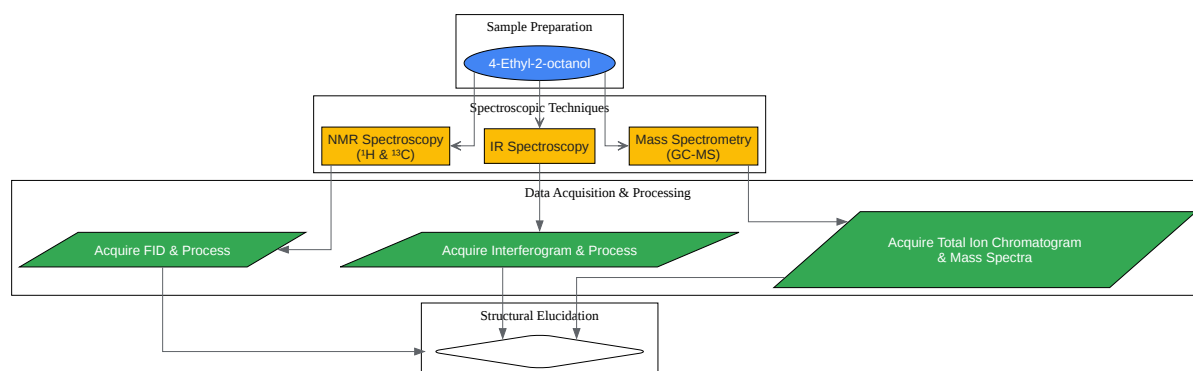 Sample Preparation
4-Ethyl-2-octanol
Spectroscopic Techniques
NMR Spectroscopy
(¹H & ¹³C)
IR Spectroscopy
Mass Spectrometry
(GC-MS)
Data Acquisition & Processing
Acquire FID & Process
Acquire Interferogram & Process
Acquire Total Ion Chromatogram
& Mass Spectra
Structural Elucidation